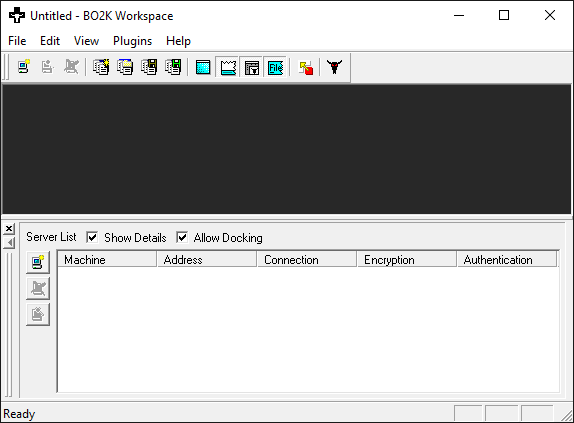 Untitled - BO2K Workspace
File Edit View Plugins Help
File
Server List Show Details Allow Docking
Machine Address Connection Encryption Authentication
Ready